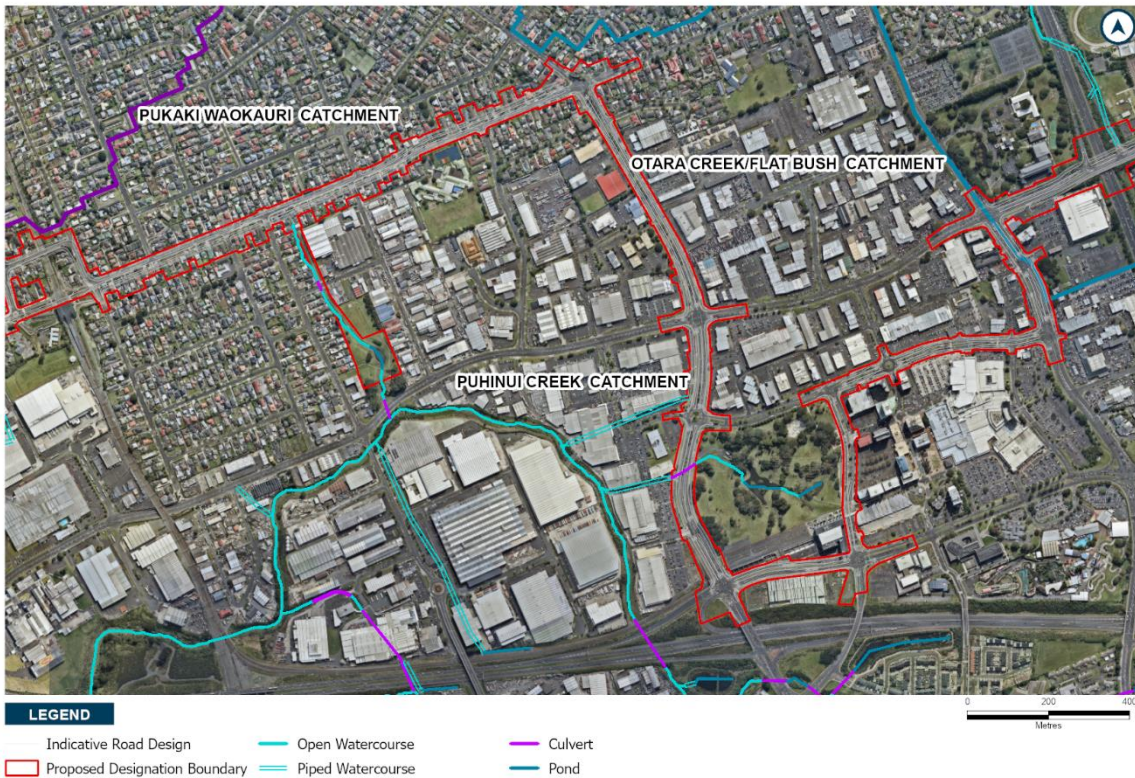 PUKAKI WAOKAURI CATCHMENT
OTARA CREEK/FLAT BUSH CATCHMENT
PUHINUI CREEK CATCHMENT
LEGEND
0 200 400
Metres
Indicative Road Design
Open Watercourse
Culvert
Proposed Designation Boundary
Piped Watercourse
Pond